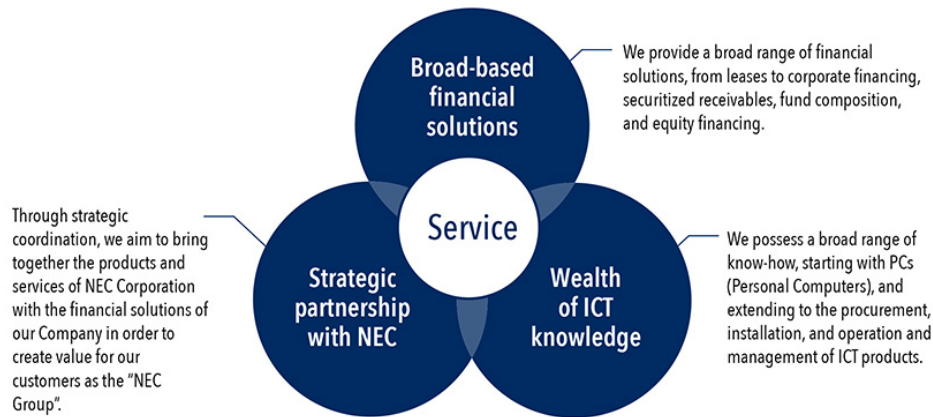 Broad-based
financial
solutions
We provide a broad range of financial
solutions, from leases to corporate financing,
securitized receivables, fund composition,
and equity financing.
Service
Through strategic
coordination, we aim to bring
together the products and
services of NEC Corporation
with the financial solutions of
our Company in order to
create value for our
customers as the “NEC
Group”.
Strategic
partnership
with NEC
Wealth
of ICT
knowledge
We possess a broad range of
know-how, starting with PCs
(Personal Computers), and
extending to the procurement,
installation, and operation and
management of ICT products.